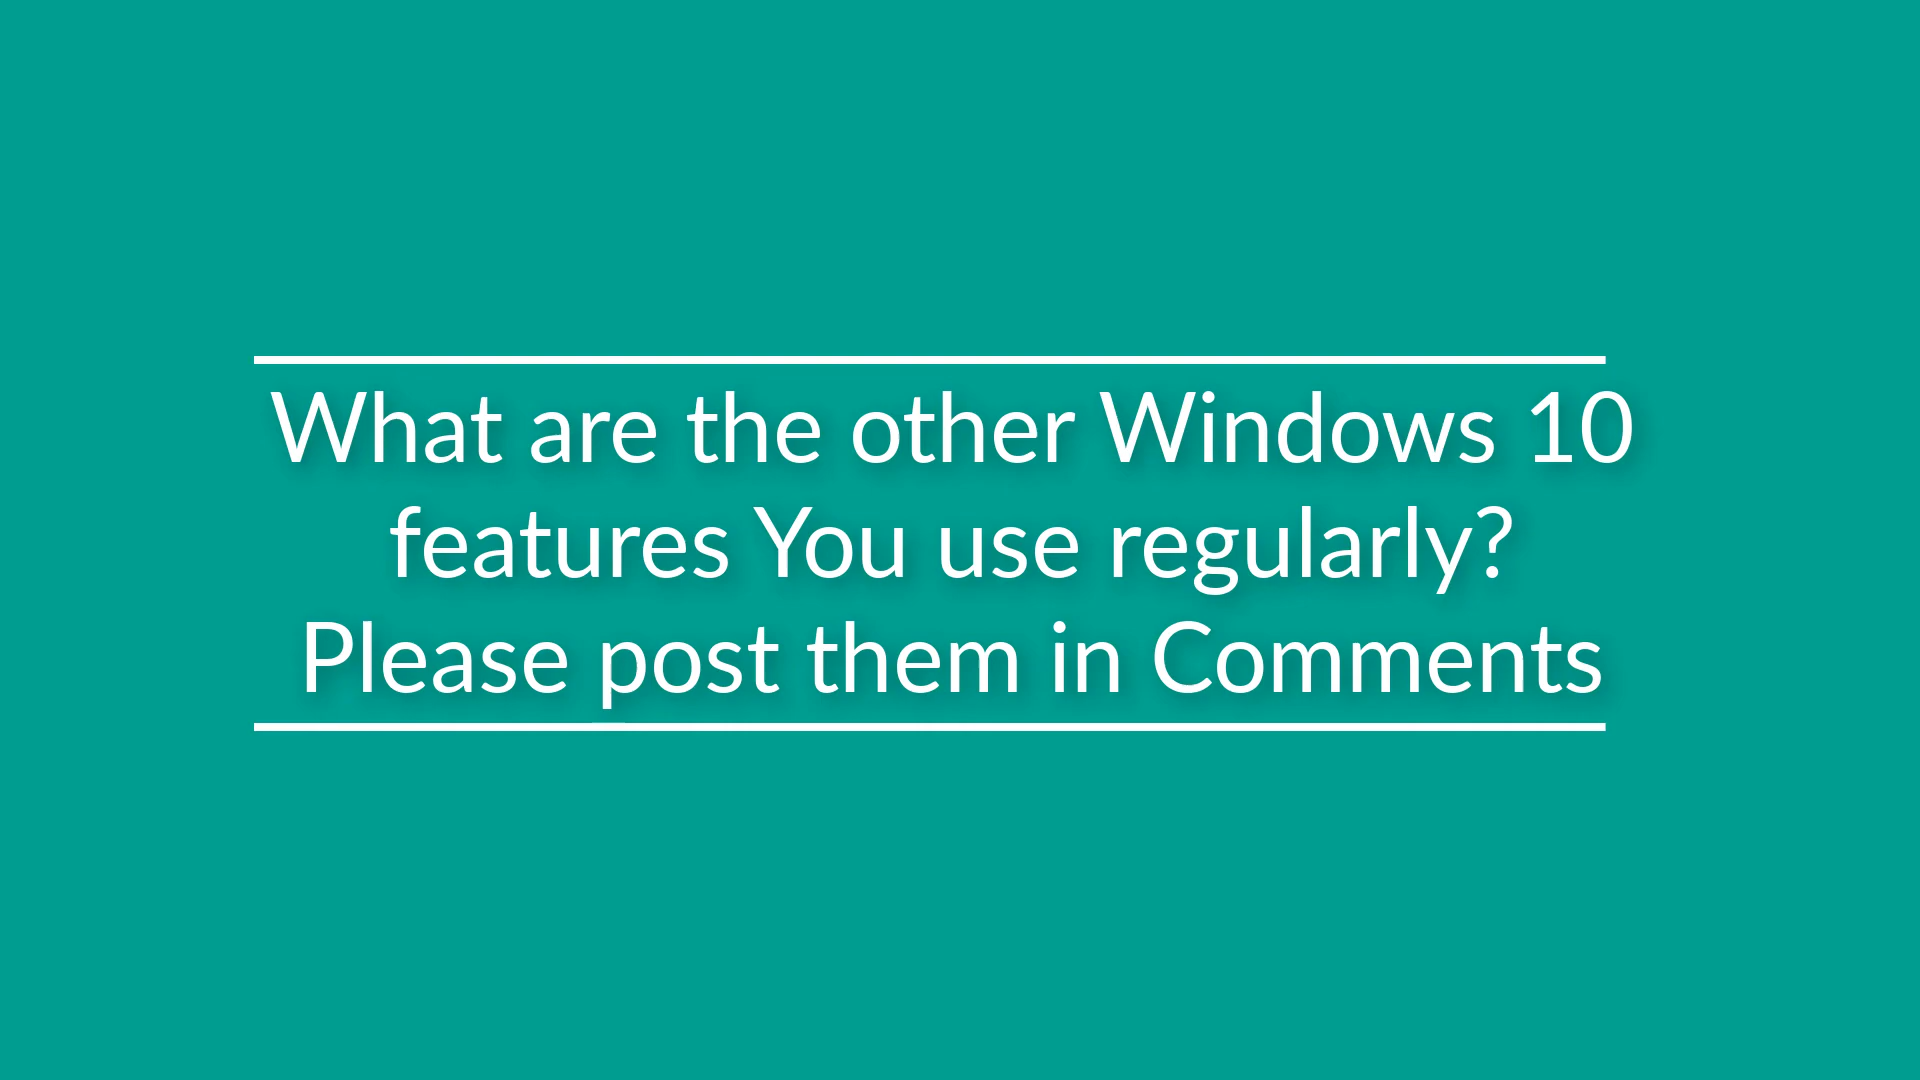 What are the other Windows 10
features You use regularly?
Please post them in Comments